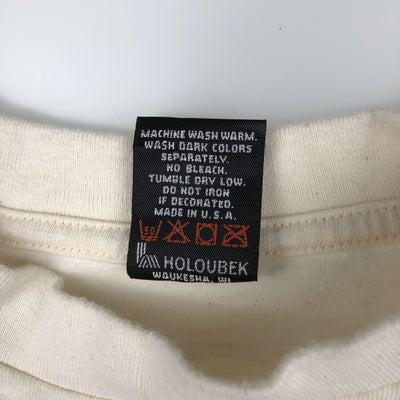 MACHINE WASH WARM.
WASH DARK COLORS
SEPARATELY.
NO BLEACH.
TUMBLE DRY LOW.
DO NOT IRON
IF DECORATED.
MADE IN U.S.A.
50
HOLOUBEK
WAUKESHA, WI